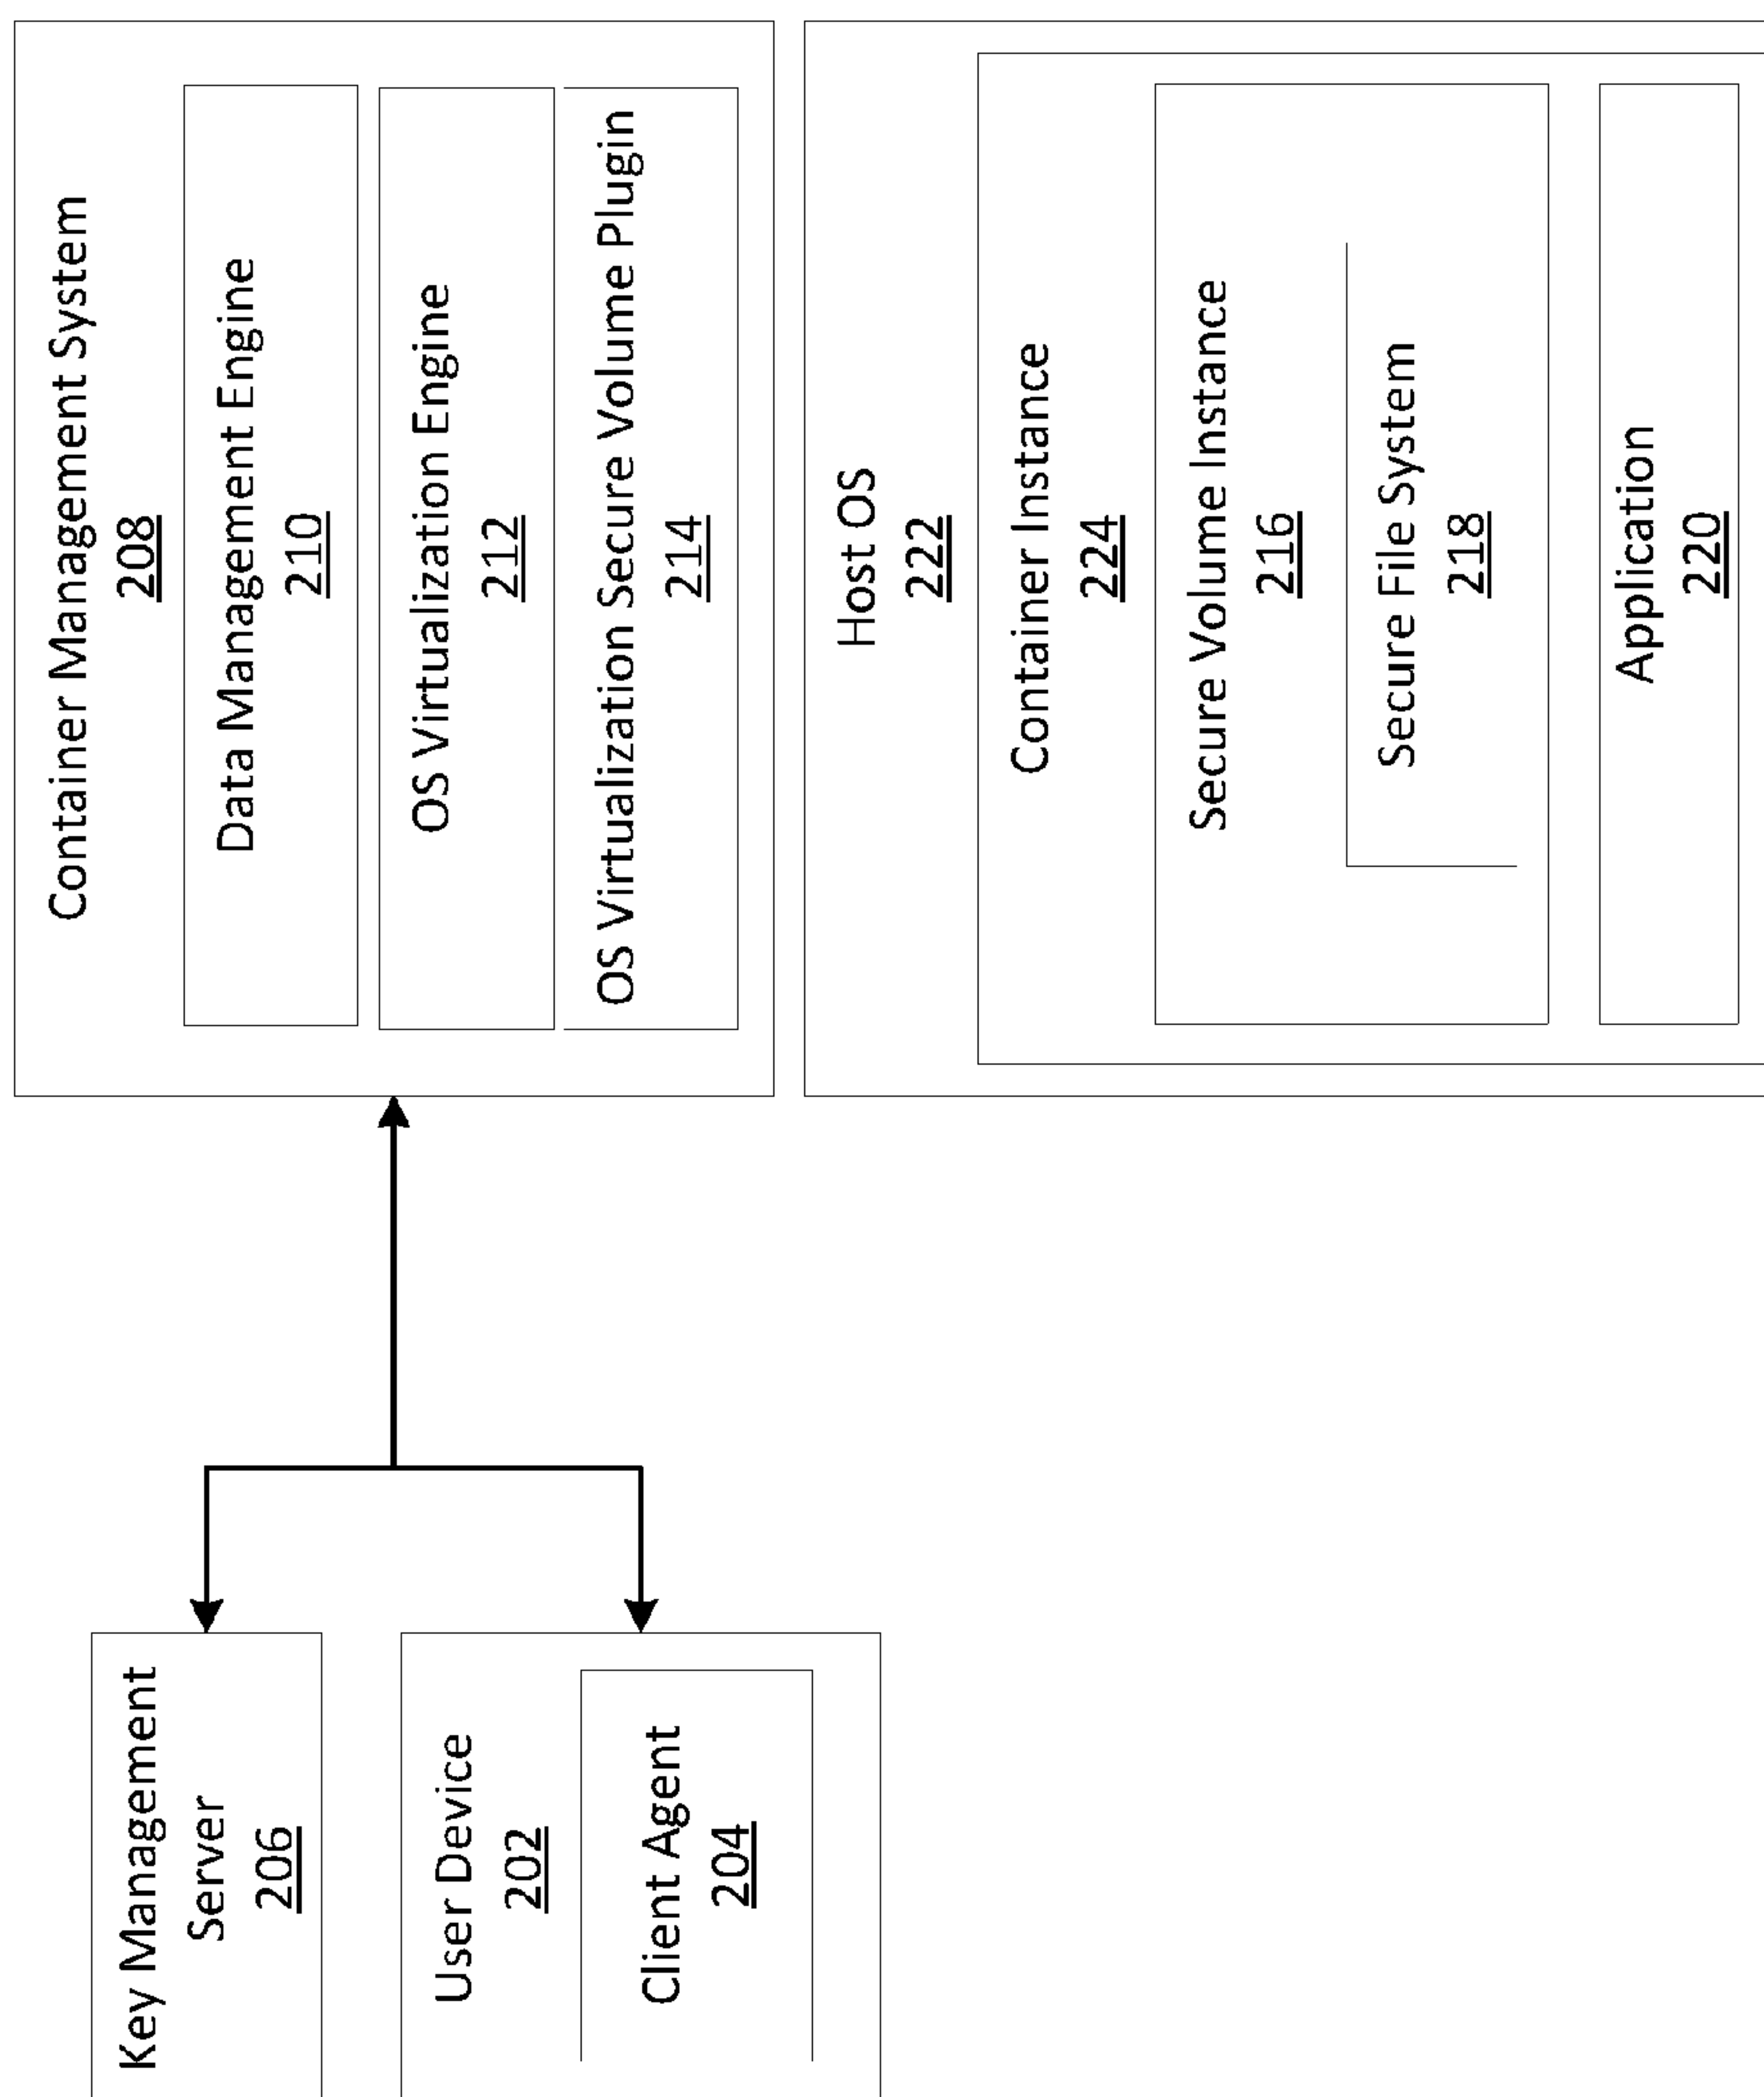 Key Management
Server
206
User Device
202
Client Agent
204
Container Management System
208
Data Management Engine
210
OS Virtualization Engine
212
OS Virtualization Secure Volume Plugin
214
Host OS
222
Container Instance
224
Secure Volume Instance
216
Secure File System
218
Application
220